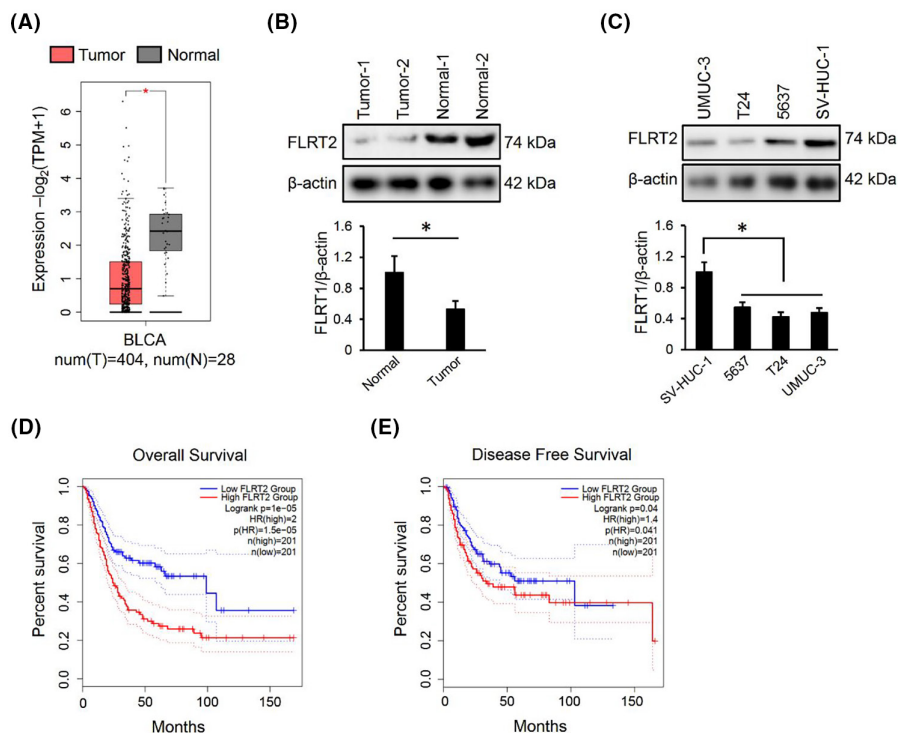 (A)
Tumor Normal
Expression –log₂(TPM+1)
6
5
4
3
2
1
0
*
BLCA
num(T)=404, num(N)=28
(B)
Tumor-1
Tumor-2
Normal-1
Normal-2
FLRT2 74 kDa
β-actin 42 kDa
FLRT1/β-actin
1.6
1.2
0.8
0.4
0
*
Normal
Tumor
(C)
UMUC-3
T24
5637
SV-HUC-1
FLRT2 74 kDa
β-actin 42 kDa
FLRT1/β-actin
1.6
1.2
0.8
0.4
0
*
SV-HUC-1
5637
T24
UMUC-3
(D)
Overall Survival
Low FLRT2 Group
High FLRT2 Group
Logrank p=1e-05
HR(high)=2
p(HR)=1.5e-05
n(high)=201
n(low)=201
Percent survival
1.0
0.8
0.6
0.4
0.2
0.0
0 50 100 150
Months
(E)
Disease Free Survival
Low FLRT2 Group
High FLRT2 Group
Logrank p=0.04
HR(high)=1.4
p(HR)=0.041
n(high)=201
n(low)=201
Percent survival
1.0
0.8
0.6
0.4
0.2
0.0
0 50 100 150
Months